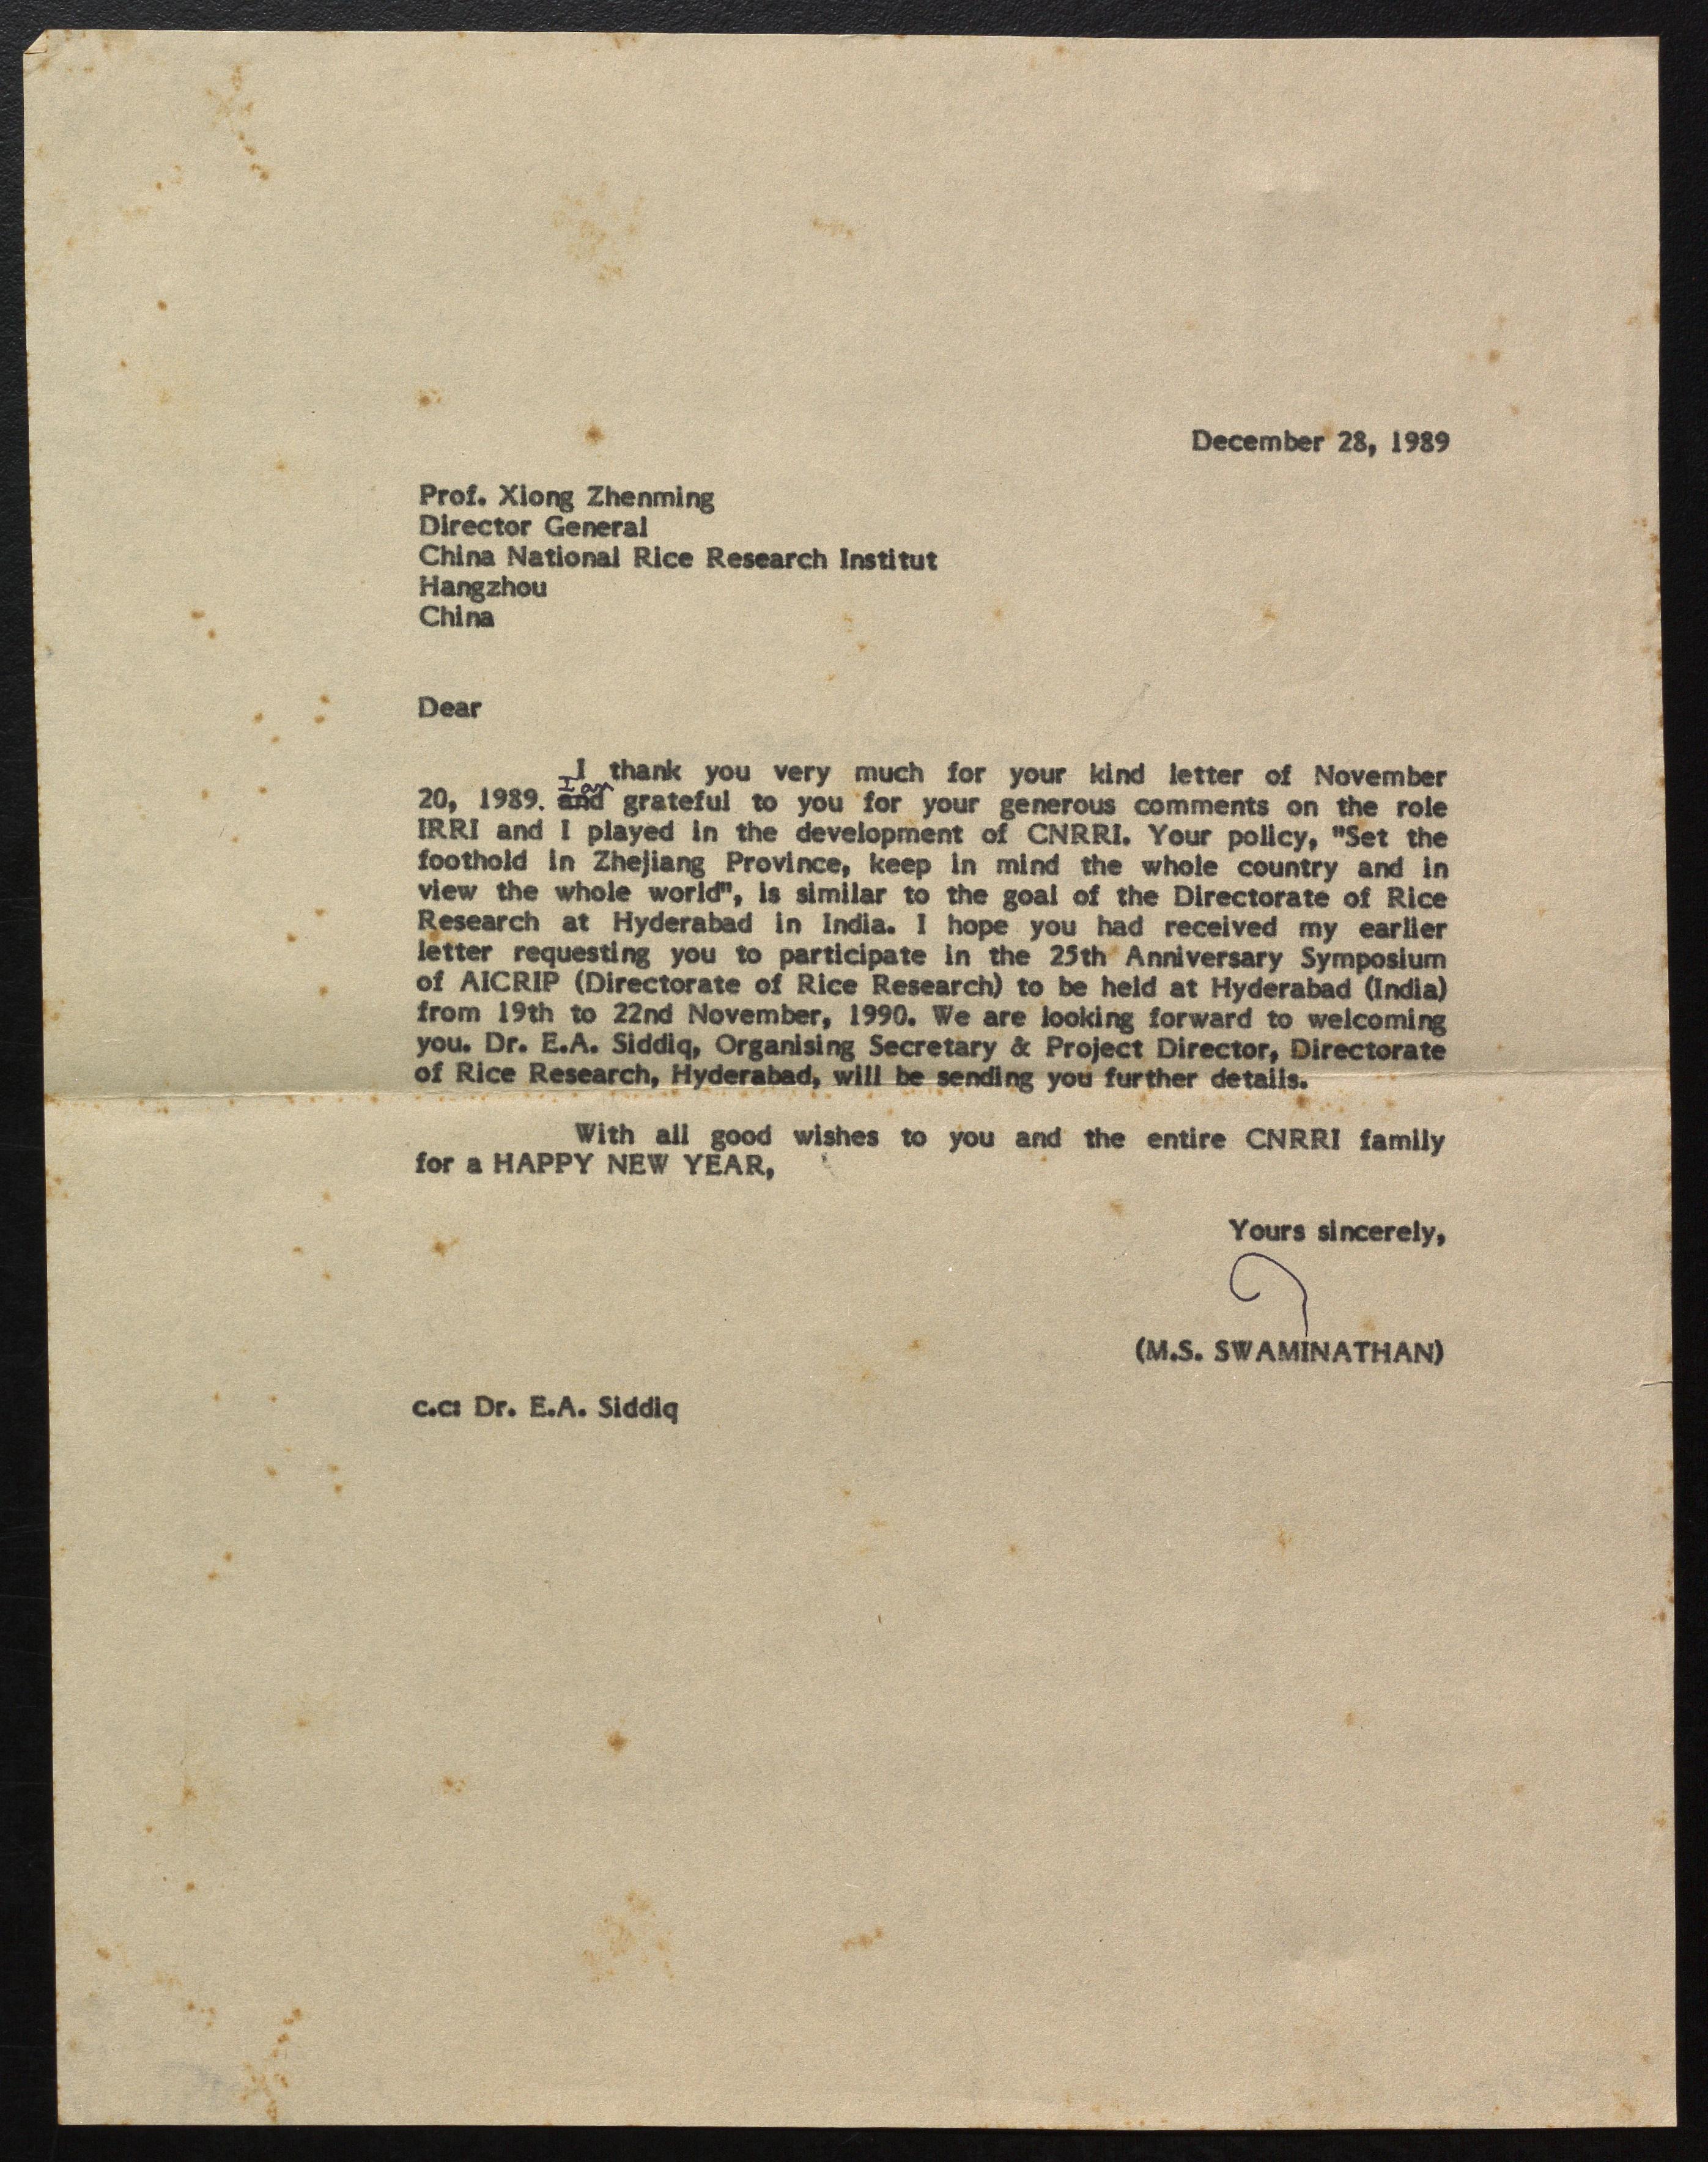 December 28, 1989
Prof. Xiong Zhenming
Director General
China National Rice Research Institut
Hangzhou
China
Dear
I thank you very much for your kind letter of November
I am
20, 1989. and grateful to you for your generous comments on the role
IRRI and I played in the development of CNRRI. Your policy, "Set the
foothold in Zhejiang Province, keep in mind the whole country and in
view the whole world", is similar to the goal of the Directorate of Rice
Research at Hyderabad in India. I hope you had received my earlier
letter requesting you to participate in the 25th Anniversary Symposium
of AICRIP (Directorate of Rice Research) to be held at Hyderabad (India)
from 19th to 22nd November, 1990. We are looking forward to welcoming
you. Dr. E.A. Siddiq, Organising Secretary & Project Director, Directorate
of Rice Research, Hyderabad, will be sending you further details.
With all good wishes to you and the entire CNRRI family
for a HAPPY NEW YEAR,
Yours sincerely,
(M.S. SWAMINATHAN)
c.c: Dr. E.A. Siddiq